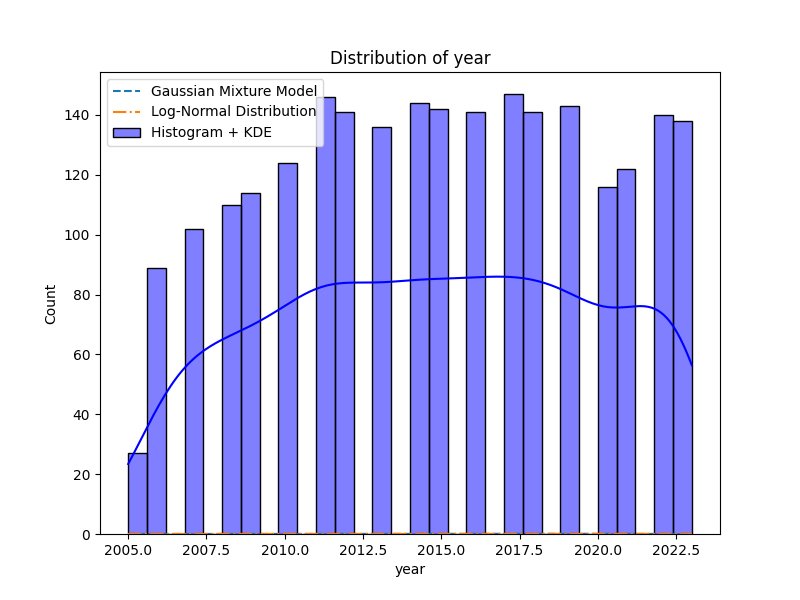 Distribution of year
Gaussian Mixture Model
Log-Normal Distribution
Histogram + KDE
Count
140
120
100
80
60
40
20
0
2005.0 2007.5 2010.0 2012.5 2015.0 2017.5 2020.0 2022.5
year